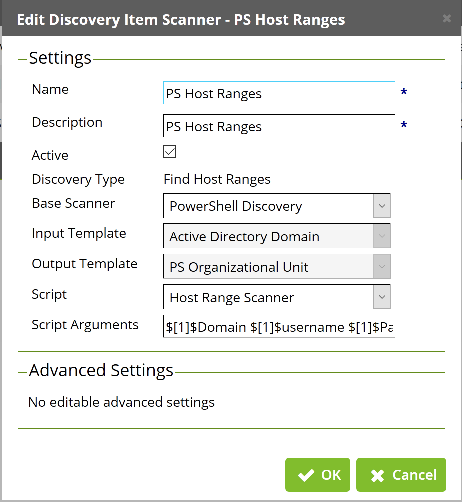 Edit Discovery Item Scanner - PS Host Ranges
Settings
Name PS Host Ranges *
Description PS Host Ranges *
Active
Discovery Type Find Host Ranges
Base Scanner PowerShell Discovery
Input Template Active Directory Domain
Output Template PS Organizational Unit
Script Host Range Scanner
Script Arguments $[1]$Domain $[1]$username $[1]$Pa
Advanced Settings
No editable advanced settings
OK Cancel